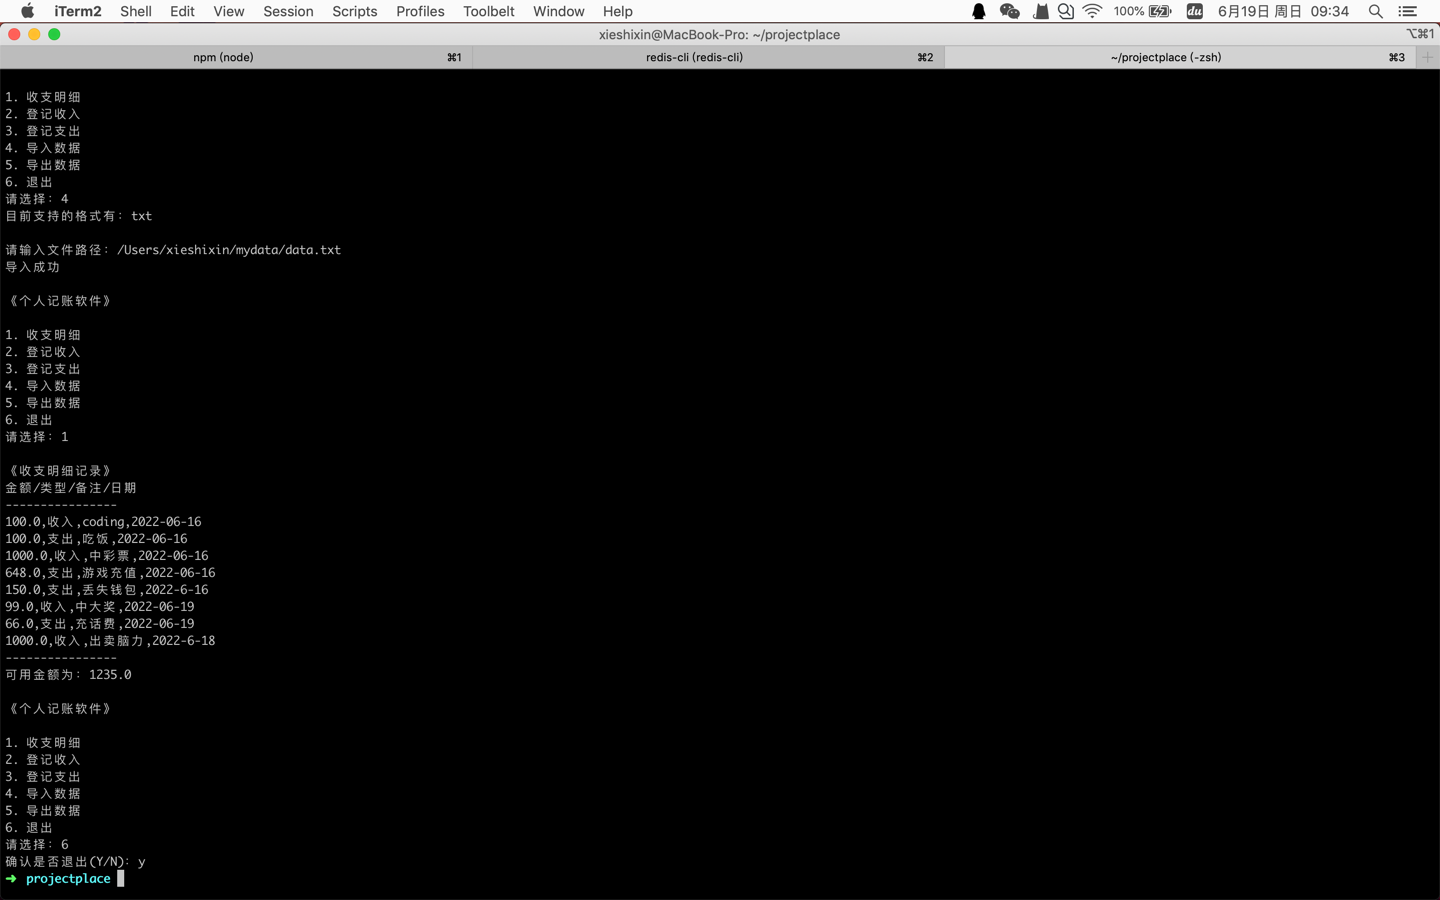 iTerm2 Shell Edit View Session Scripts Profiles Toolbelt Window Help 100% du 6月19日 周日 09:34
xieshixin@MacBook-Pro: ~/projectplace ⌥⌘1
npm (node) ⌘1 redis-cli (redis-cli) ⌘2 ~/projectplace (-zsh) ⌘3
1. 收支明细
2. 登记收入
3. 登记支出
4. 导入数据
5. 导出数据
6. 退出
请选择: 4
目前支持的格式有: txt
请输入文件路径: /Users/xieshixin/mydata/data.txt
导入成功
《个人记账软件》
1. 收支明细
2. 登记收入
3. 登记支出
4. 导入数据
5. 导出数据
6. 退出
请选择: 1
《收支明细记录》
金额/类型/备注/日期
----------------
100.0,收入,coding,2022-06-16
100.0,支出,吃饭,2022-06-16
1000.0,收入,中彩票,2022-06-16
648.0,支出,游戏充值,2022-06-16
150.0,支出,丢失钱包,2022-6-16
99.0,收入,中大奖,2022-06-19
66.0,支出,充话费,2022-06-19
1000.0,收入,出卖脑力,2022-6-18
----------------
可用金额为: 1235.0
《个人记账软件》
1. 收支明细
2. 登记收入
3. 登记支出
4. 导入数据
5. 导出数据
6. 退出
请选择: 6
确认是否退出(Y/N): y
➜ projectplace